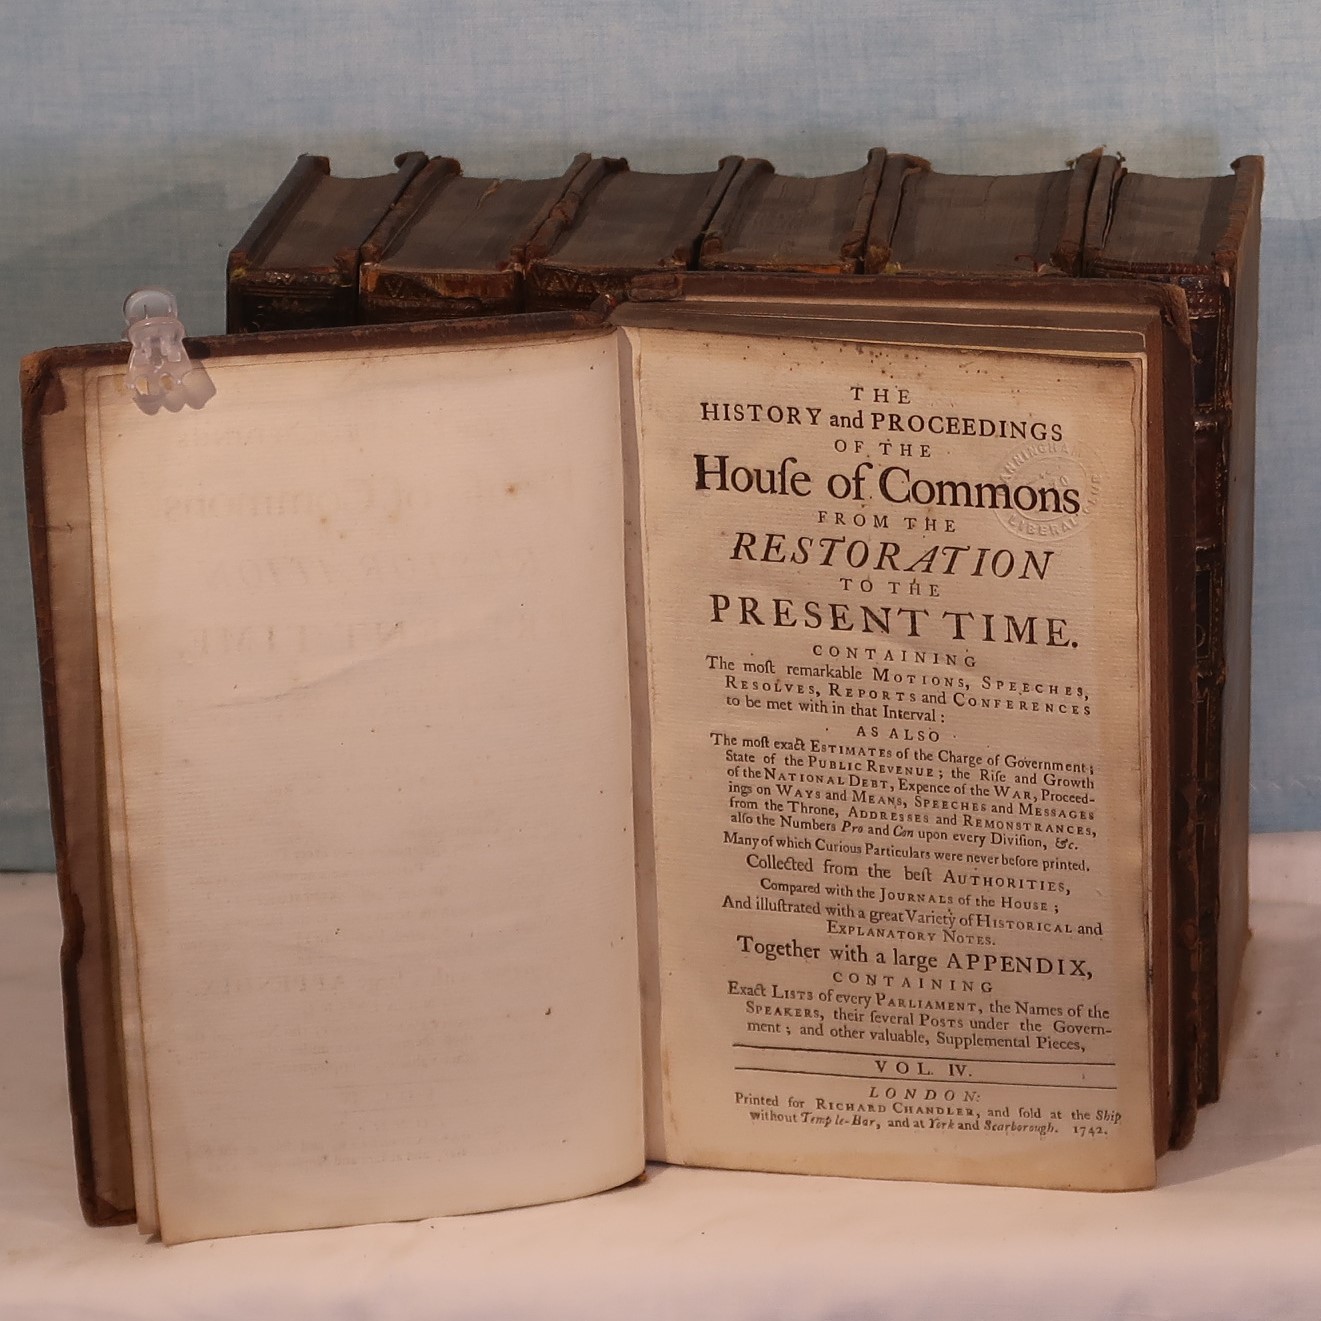 THE
HISTORY and PROCEEDINGS
OF THE
Houſe of Commons
FROM THE
RESTORATION
TO THE
PRESENT TIME.
CONTAINING
The moſt remarkable MOTIONS, SPEECHES,
RESOLVES, REPORTS and CONFERENCES
to be met with in that Interval:
AS ALSO
The moſt exact ESTIMATES of the Charge of Government;
State of the PUBLIC REVENUE; the Riſe and Growth
of the NATIONAL DEBT, Expence of the WAR, Proceed-
ings on WAYS and MEANS, SPEECHES and MESSAGES
from the Throne, ADDRESSES and REMONSTRANCES,
alſo the Numbers Pro and Con upon every Diviſion, &c.
Many of which Curious Particulars were never before printed.
Collected from the beſt AUTHORITIES,
Compared with the JOURNALS of the HOUSE;
And illuſtrated with a great Variety of HISTORICAL and
EXPLANATORY NOTES.
Together with a large APPENDIX,
CONTAINING
Exact LISTS of every PARLIAMENT, the Names of the
SPEAKERS, their ſeveral POSTS under the Govern-
ment; and other valuable, Supplemental Pieces,
VOL. IV.
LONDON:
Printed for RICHARD CHANDLER, and ſold at the Ship
without Temple-Bar, and at York and Scarborough. 1742.
LIBERAL